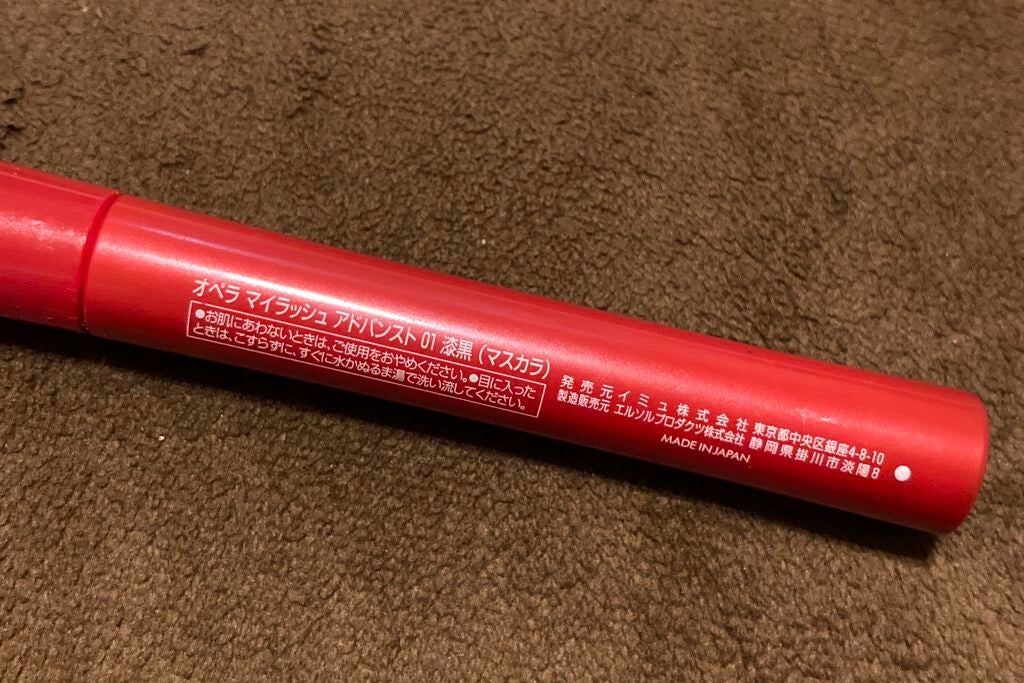 オペラ マイラッシュ アドバンスト 01 漆黒 (マスカラ)
●お肌にあわないときは、ご使用をおやめください。●目に入った
ときは、こすらずに、すぐに水かぬるま湯で洗い流してください。
発売元イミュ株式会社 東京都中央区銀座4-8-10
製造販売元 エルソルプロダクツ株式会社 静岡県掛川市淡陽8
MADE IN JAPAN